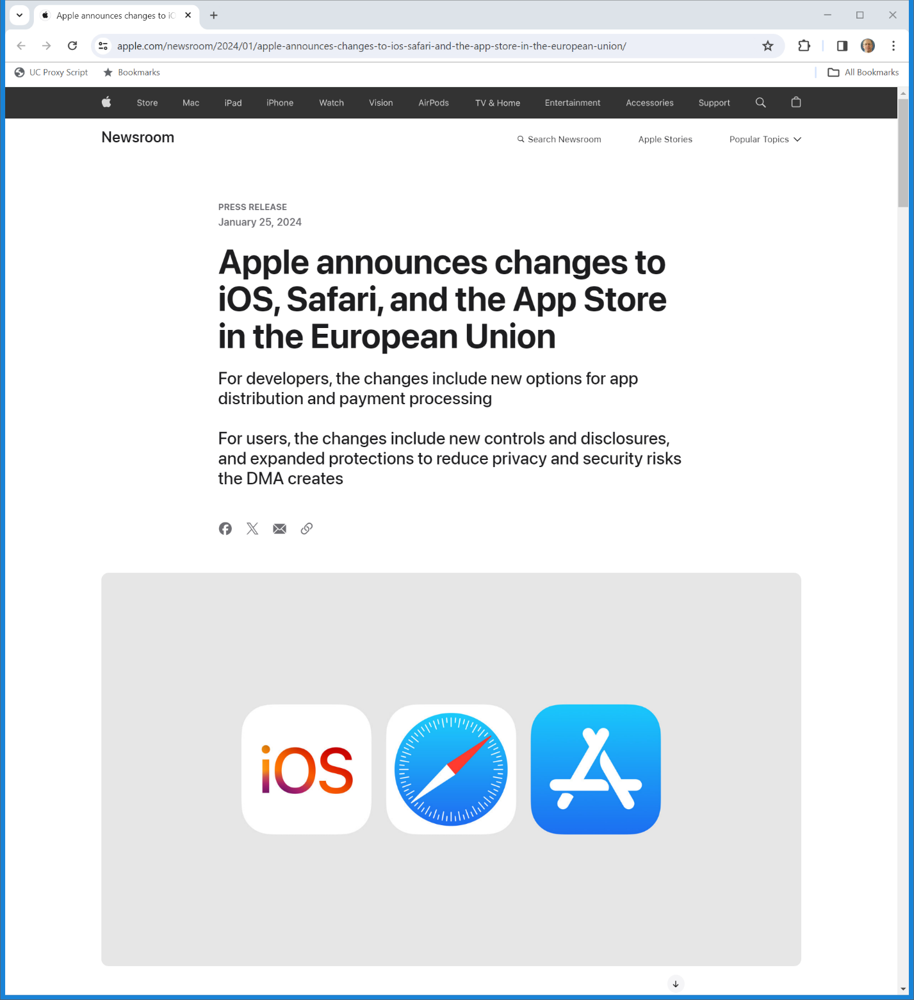 Apple announces changes to iO
apple.com/newsroom/2024/01/apple-announces-changes-to-ios-safari-and-the-app-store-in-the-european-union/
UC Proxy Script Bookmarks All Bookmarks
Store Mac iPad iPhone Watch Vision AirPods TV & Home Entertainment Accessories Support
Newsroom Search Newsroom Apple Stories Popular Topics
PRESS RELEASE
January 25, 2024
Apple announces changes to
iOS, Safari, and the App Store
in the European Union
For developers, the changes include new options for app
distribution and payment processing
For users, the changes include new controls and disclosures,
and expanded protections to reduce privacy and security risks
the DMA creates
iOS